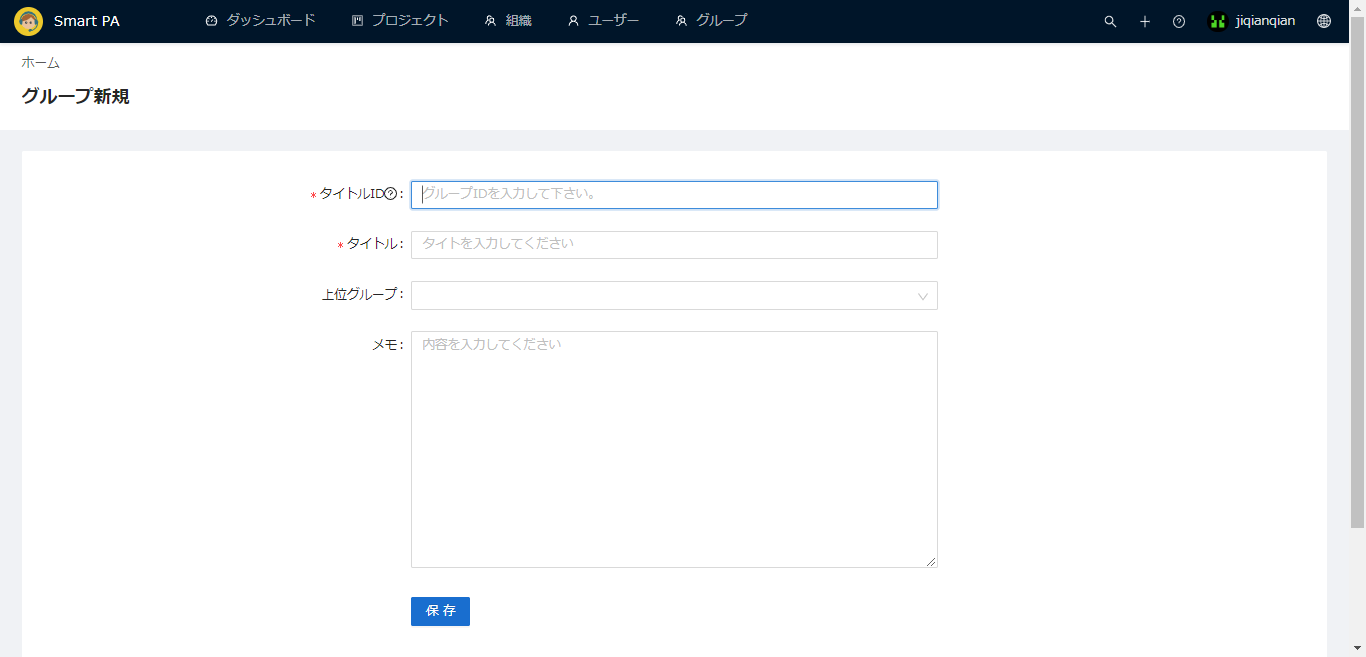 Smart PA ダッシュボード プロジェクト 組織 ユーザー グループ jiqianqian
ホーム
グループ新規
* タイトルID: グループIDを入力して下さい。
* タイトル: タイトを入力してください
上位グループ:
メモ: 内容を入力してください
保存